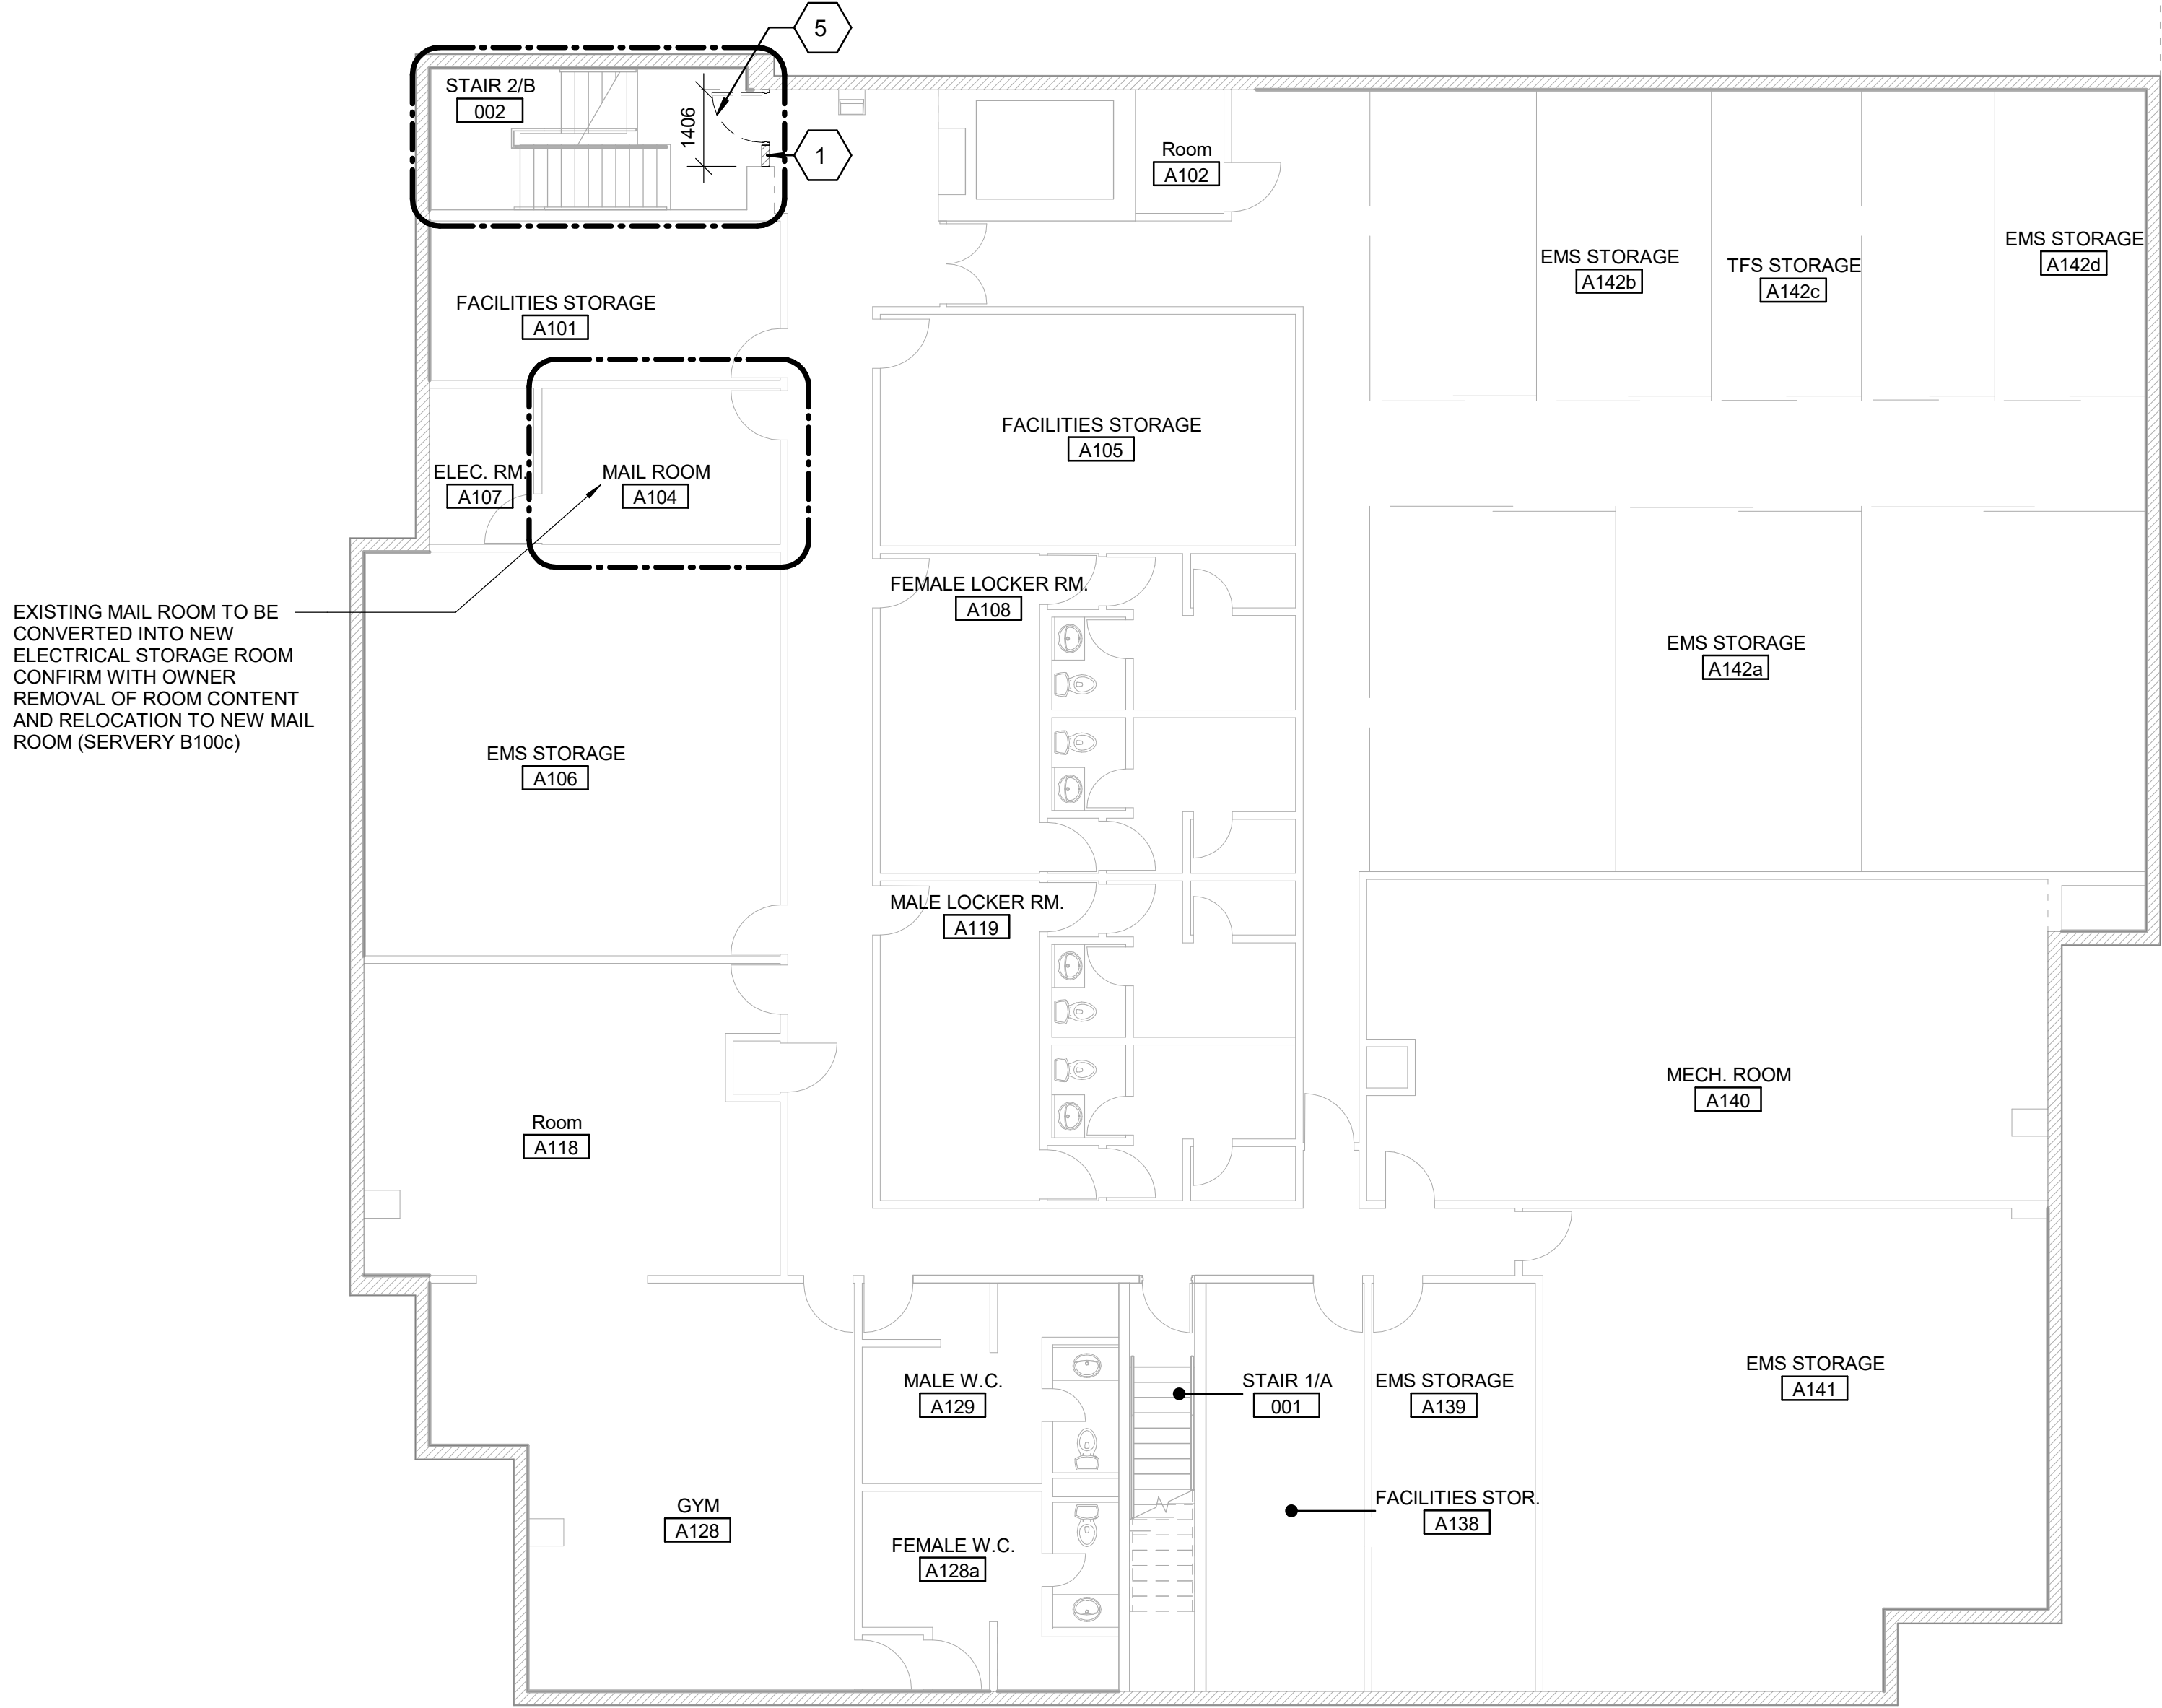 5
STAIR 2/B
002
1406
1
Room
A102
EMS STORAGE
A142b
TFS STORAGE
A142c
EMS STORAGE
A142d
FACILITIES STORAGE
A101
FACILITIES STORAGE
A105
ELEC. RM.
A107
MAIL ROOM
A104
EXISTING MAIL ROOM TO BE
CONVERTED INTO NEW
ELECTRICAL STORAGE ROOM
CONFIRM WITH OWNER
REMOVAL OF ROOM CONTENT
AND RELOCATION TO NEW MAIL
ROOM (SERVERY B100c)
FEMALE LOCKER RM.
A108
EMS STORAGE
A142a
EMS STORAGE
A106
MALE LOCKER RM.
A119
MECH. ROOM
A140
Room
A118
MALE W.C.
A129
STAIR 1/A
001
EMS STORAGE
A139
EMS STORAGE
A141
GYM
A128
FACILITIES STOR.
A138
FEMALE W.C.
A128a